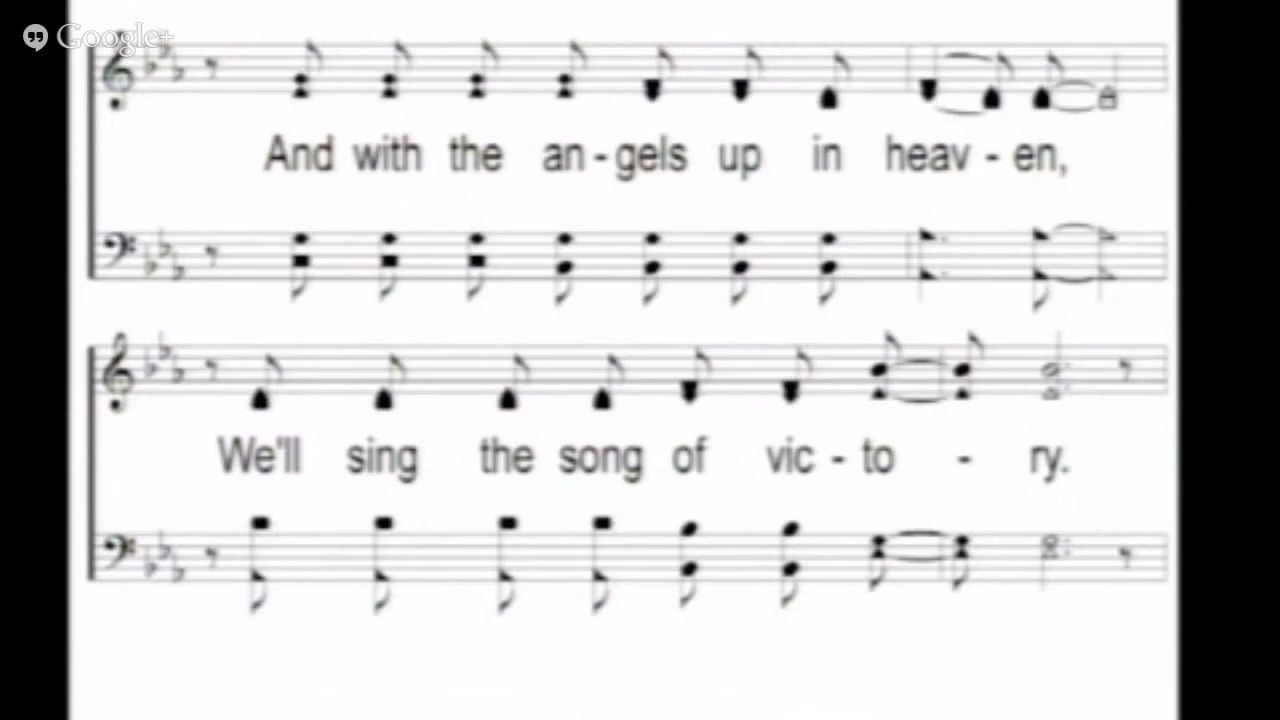 Google+
And with the an - gels up in heav - en,
We'll sing the song of vic - to - ry.